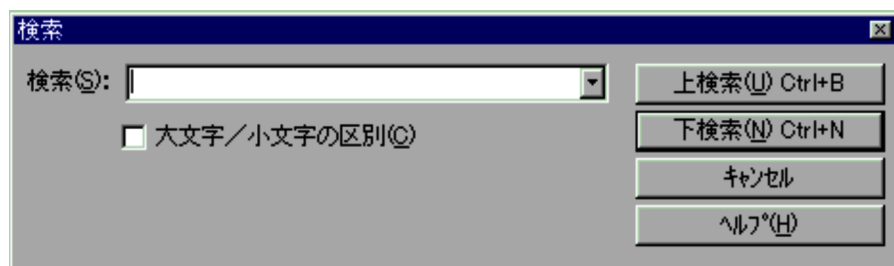 検索
検索(S):
大文字／小文字の区別(C)
上検索(U) Ctrl+B
下検索(N) Ctrl+N
ｷｬﾝｾﾙ
ﾍﾙﾌﾟ(H)